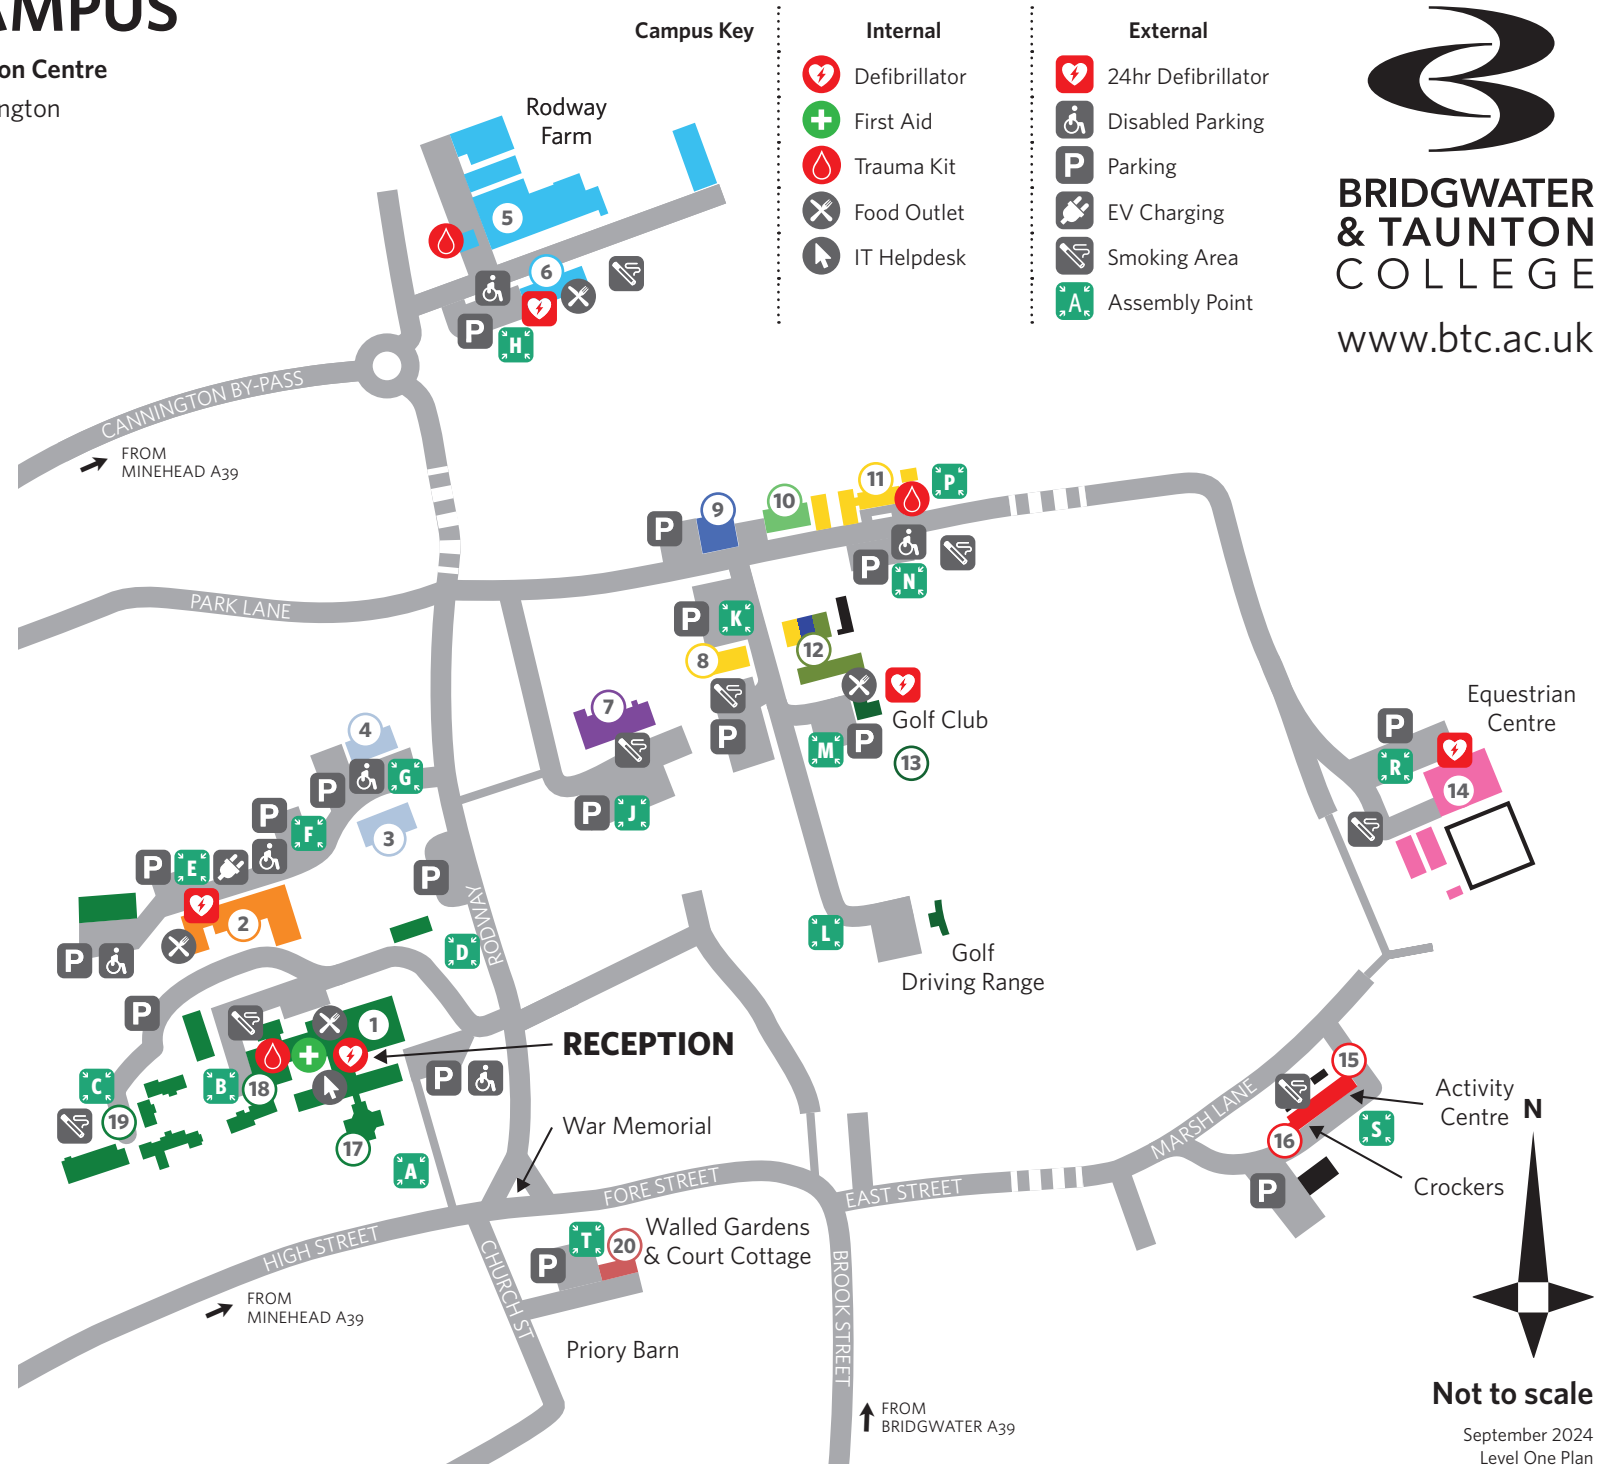 AMPUS
on Centre
ngton
Campus Key
Internal
Defibrillator
First Aid
Trauma Kit
Food Outlet
IT Helpdesk
External
24hr Defibrillator
Disabled Parking
P Parking
EV Charging
Smoking Area
A Assembly Point
BRIDGWATER
& TAUNTON
COLLEGE
www.btc.ac.uk
Rodway
Farm
5
6
P
H
CANNINGTON BY-PASS
FROM
MINEHEAD A39
PARK LANE
P
9
10
11
P
P
N
P
K
8
P
12
Golf Club
M
P
13
7
P
J
4
P
G
3
P
F
P
E
2
P
P
P
D
RODWAY
L
Golf
Driving Range
Equestrian
Centre
P
R
14
1
RECEPTION
P
C
B
18
19
17
A
P
War Memorial
HIGH STREET
FORE STREET
EAST STREET
MARSH LANE
CHURCH ST
BROOK STREET
T
20
P
Walled Gardens
& Court Cottage
Priory Barn
FROM
MINEHEAD A39
FROM
BRIDGWATER A39
15
16
Activity
Centre
S
P
Crockers
N
Not to scale
September 2024
Level One Plan